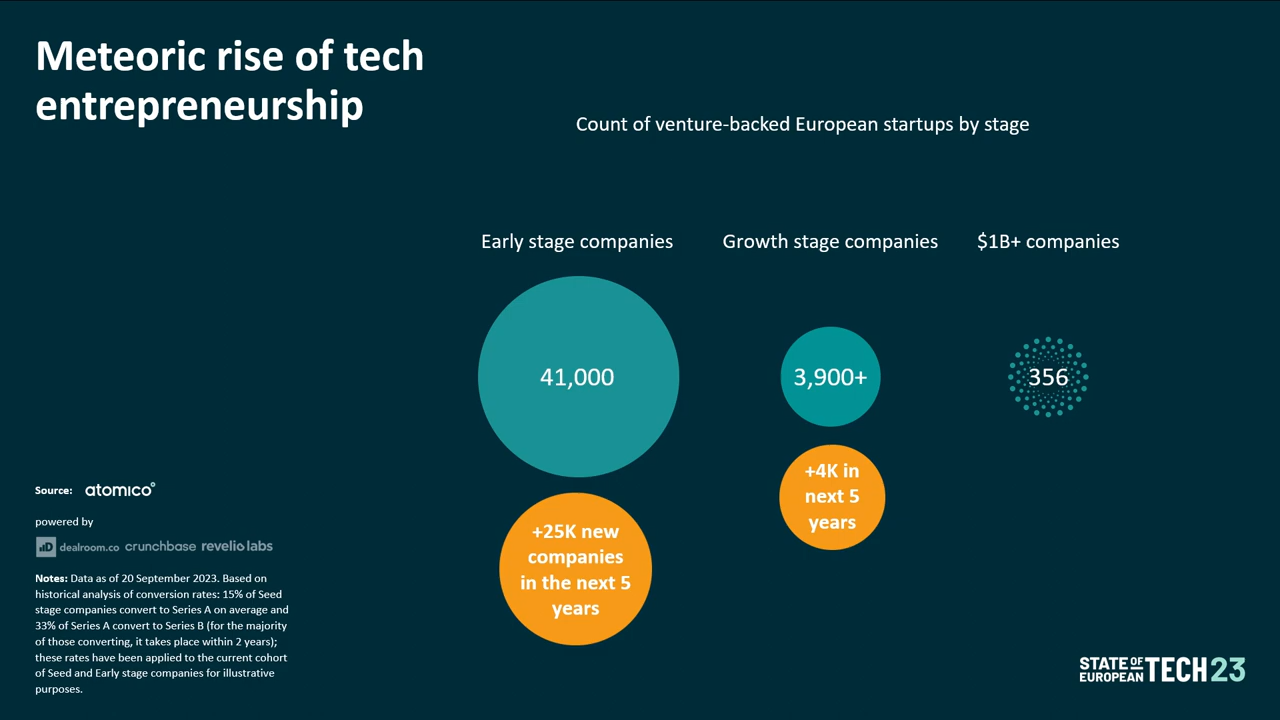 Meteoric rise of tech
entrepreneurship
Count of venture-backed European startups by stage
Early stage companies
Growth stage companies
$1B+ companies
41,000
3,900+
356
+25K new
companies
in the next 5
years
+4K in
next 5
years
Source: atomico°
powered by
dealroom.co crunchbase revelio labs
Notes: Data as of 20 September 2023. Based on
historical analysis of conversion rates: 15% of Seed
stage companies convert to Series A on average and
33% of Series A convert to Series B (for the majority
of those converting, it takes place within 2 years);
these rates have been applied to the current cohort
of Seed and Early stage companies for illustrative
purposes.
STATE OF
EUROPEAN TECH 23